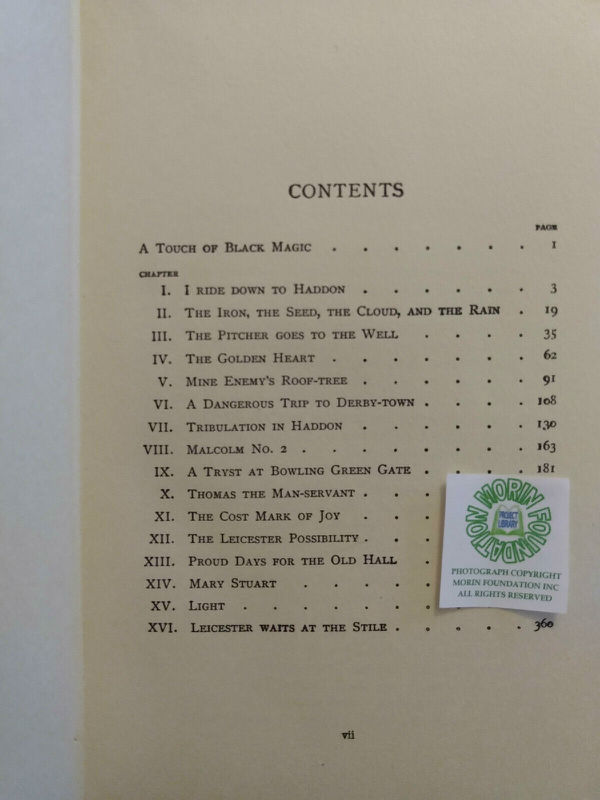 CONTENTS
PAGE
A TOUCH OF BLACK MAGIC . . . . . . . 1
CHAPTER
I. I RIDE DOWN TO HADDON . . . . . . 3
II. THE IRON, THE SEED, THE CLOUD, AND THE RAIN . 19
III. THE PITCHER GOES TO THE WELL . . . . 35
IV. THE GOLDEN HEART . . . . . . . 62
V. MINE ENEMY'S ROOF-TREE . . . . . . 91
VI. A DANGEROUS TRIP TO DERBY-TOWN . . . . 108
VII. TRIBULATION IN HADDON . . . . . . 130
VIII. MALCOLM NO. 2 . . . . . . . 163
IX. A TRYST AT BOWLING GREEN GATE . . . . 181
X. THOMAS THE MAN-SERVANT . . .
XI. THE COST MARK OF JOY . . .
XII. THE LEICESTER POSSIBILITY . . .
XIII. PROUD DAYS FOR THE OLD HALL .
XIV. MARY STUART . . . . .
XV. LIGHT . . . . . . . .
XVI. LEICESTER WAITS AT THE STILE . . . . . 360
MORIN FOUNDATION
PROJECT
LIBRARY
PHOTOGRAPH COPYRIGHT
MORIN FOUNDATION INC
ALL RIGHTS RESERVED
vii